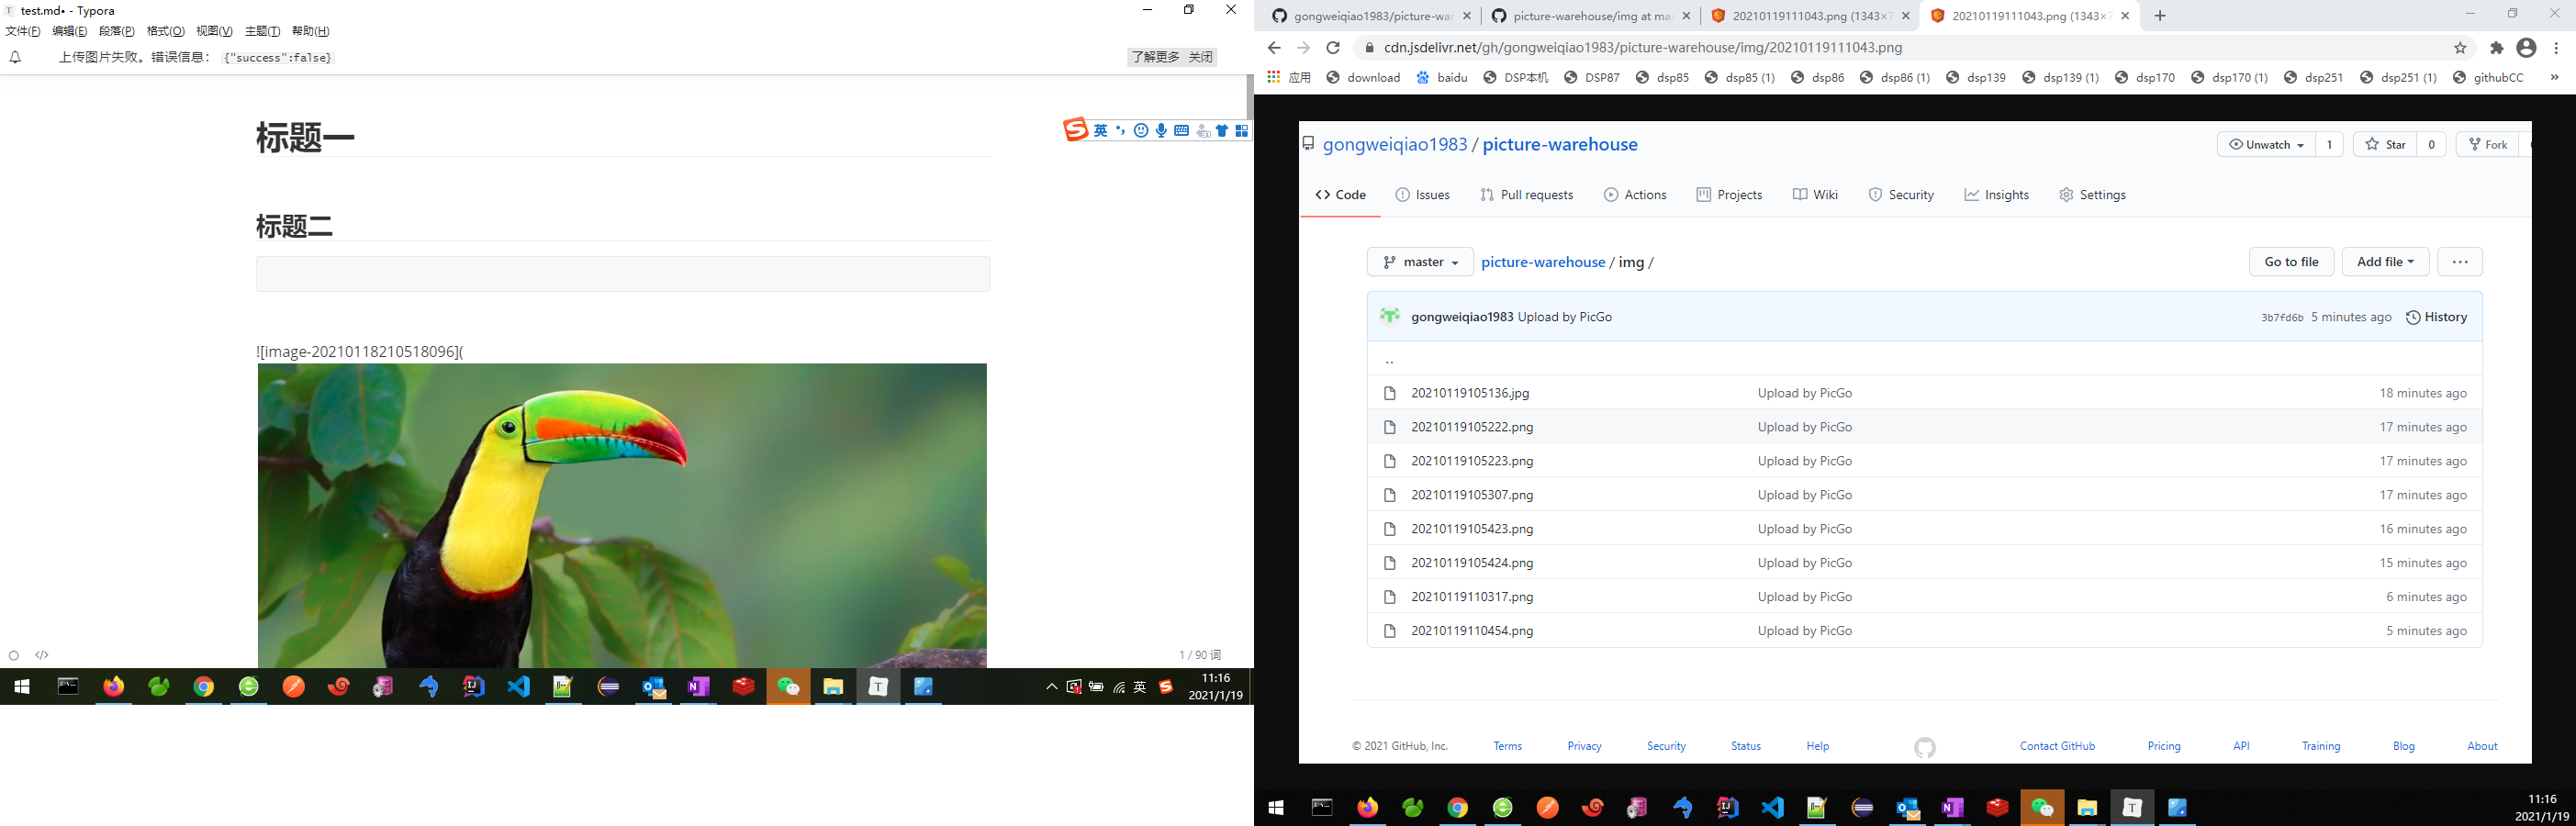 test.md• - Typora
文件(F) 编辑(E) 段落(P) 格式(O) 视图(V) 主题(T) 帮助(H)
上传图片失败。错误信息： {"success":false}
了解更多 关闭
标题一
英
标题二
![image-20210118210518096](
1 / 90 词
英
11:16
2021/1/19
gongweiqiao1983/picture-war
picture-warehouse/img at mas
20210119111043.png (1343×7
20210119111043.png (1343×7
cdn.jsdelivr.net/gh/gongweiqiao1983/picture-warehouse/img/20210119111043.png
应用 download baidu DSP本机 DSP87 dsp85 dsp85 (1) dsp86 dsp86 (1) dsp139 dsp139 (1) dsp170 dsp170 (1) dsp251 dsp251 (1) githubCC »
gongweiqiao1983 / picture-warehouse
Unwatch 1 Star 0 Fork
Code Issues Pull requests Actions Projects Wiki Security Insights Settings
master picture-warehouse / img /
Go to file Add file ···
gongweiqiao1983 Upload by PicGo 3b7fd6b 5 minutes ago History
..
20210119105136.jpg Upload by PicGo 18 minutes ago
20210119105222.png Upload by PicGo 17 minutes ago
20210119105223.png Upload by PicGo 17 minutes ago
20210119105307.png Upload by PicGo 17 minutes ago
20210119105423.png Upload by PicGo 16 minutes ago
20210119105424.png Upload by PicGo 15 minutes ago
20210119110317.png Upload by PicGo 6 minutes ago
20210119110454.png Upload by PicGo 5 minutes ago
© 2021 GitHub, Inc. Terms Privacy Security Status Help Contact GitHub Pricing API Training Blog About
11:16
2021/1/19